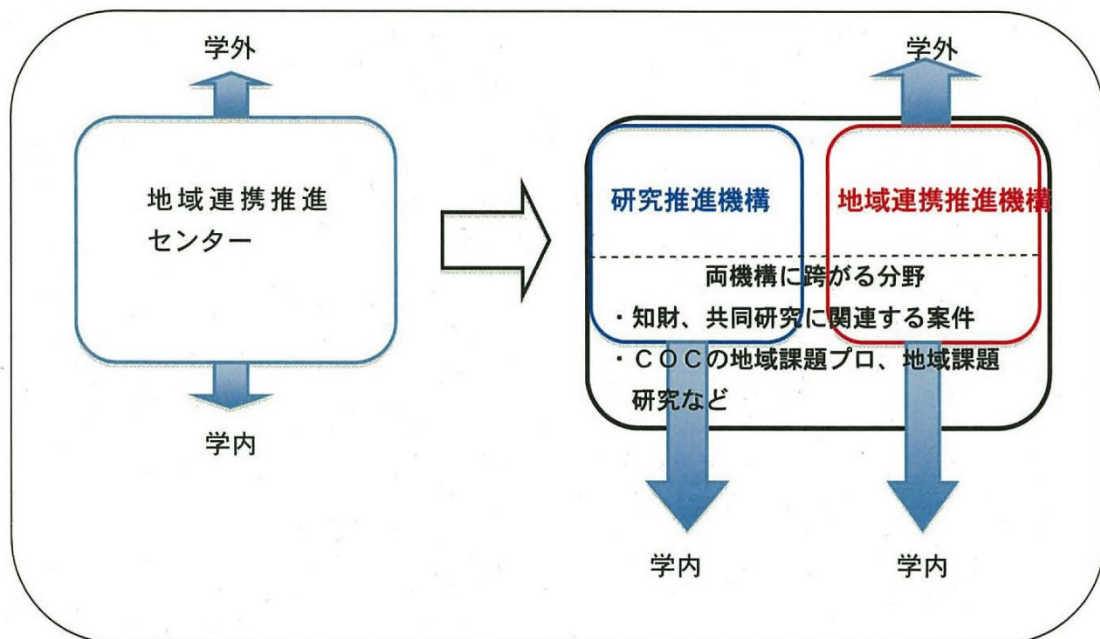 学外
地域連携推進
センター
学内
学外
研究推進機構
地域連携推進機構
両機構に跨がる分野
・知財、共同研究に関連する案件
・ＣＯＣの地域課題プロ、地域課題
研究など
学内
学内